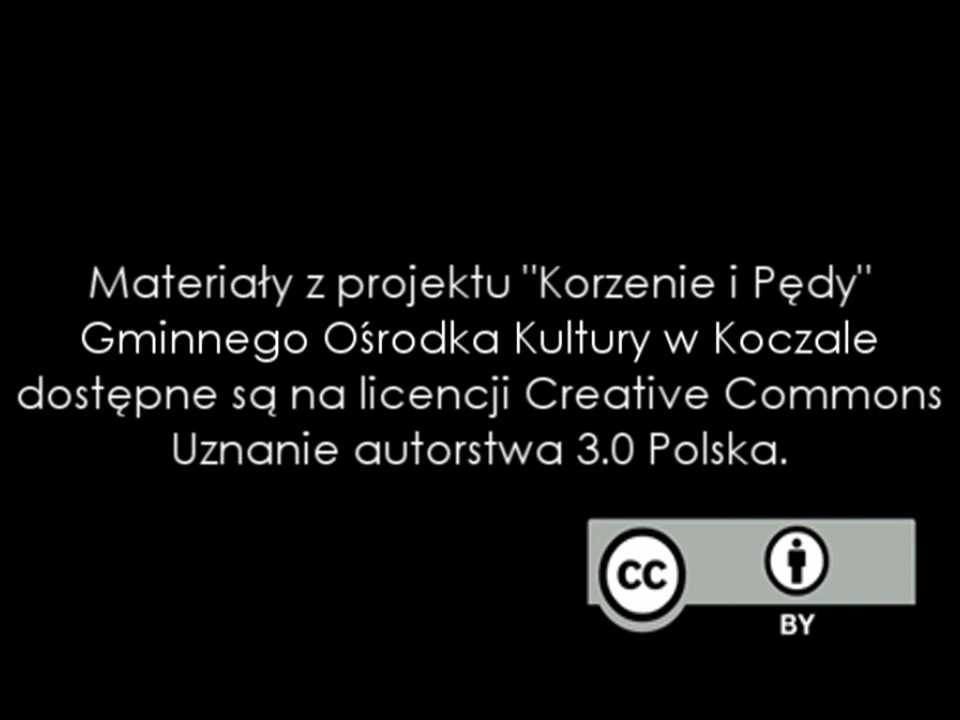 Materiały z projektu "Korzenie i Pędy"
Gminnego Ośrodka Kultury w Koczale
dostępne są na licencji Creative Commons
Uznanie autorstwa 3.0 Polska.
CC
BY